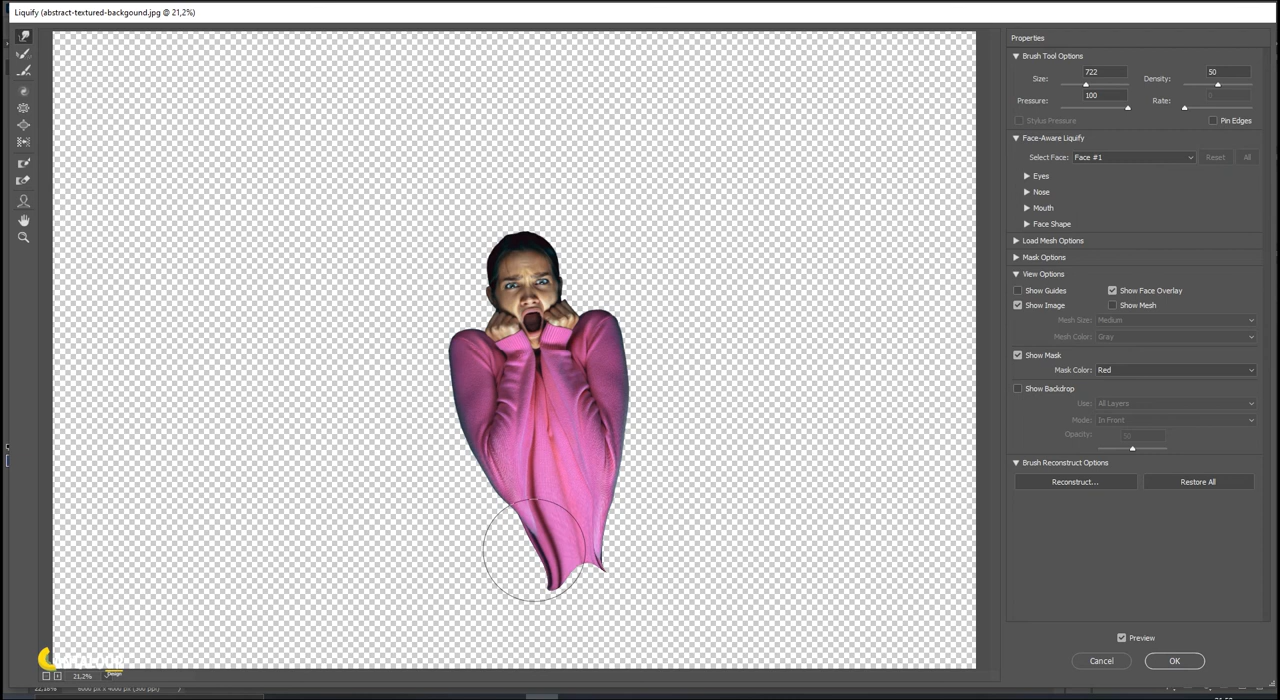 Liquify (abstract-textured-backgound.jpg @ 21,2%)
Properties
Brush Tool Options
Size: 722 Density: 50
Pressure: 100 Rate: 0
Stylus Pressure Pin Edges
Face-Aware Liquify
Select Face: Face #1 Reset All
Eyes
Nose
Mouth
Face Shape
Load Mesh Options
Mask Options
View Options
Show Guides Show Face Overlay
Show Image Show Mesh
Mesh Size: Medium
Mesh Color: Gray
Show Mask
Mask Color: Red
Show Backdrop
Use: All Layers
Mode: In Front
Opacity: 50
Brush Reconstruct Options
Reconstruct... Restore All
Preview
Cancel OK
21,2%